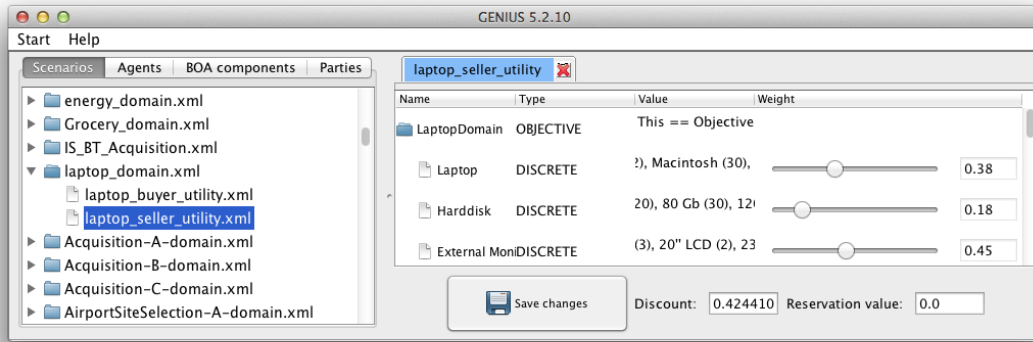 GENIUS 5.2.10
Start Help
Scenarios Agents BOA components Parties
energy_domain.xml
Grocery_domain.xml
IS_BT_Acquisition.xml
laptop_domain.xml
laptop_buyer_utility.xml
laptop_seller_utility.xml
Acquisition-A-domain.xml
Acquisition-B-domain.xml
Acquisition-C-domain.xml
AirportSiteSelection-A-domain.xml
laptop_seller_utility
Name Type Value Weight
LaptopDomain OBJECTIVE This == Objective
Laptop DISCRETE 2), Macintosh (30), 0.38
Harddisk DISCRETE 20), 80 Gb (30), 12( 0.18
External Moni DISCRETE (3), 20" LCD (2), 23 0.45
Save changes Discount: 0.424410 Reservation value: 0.0